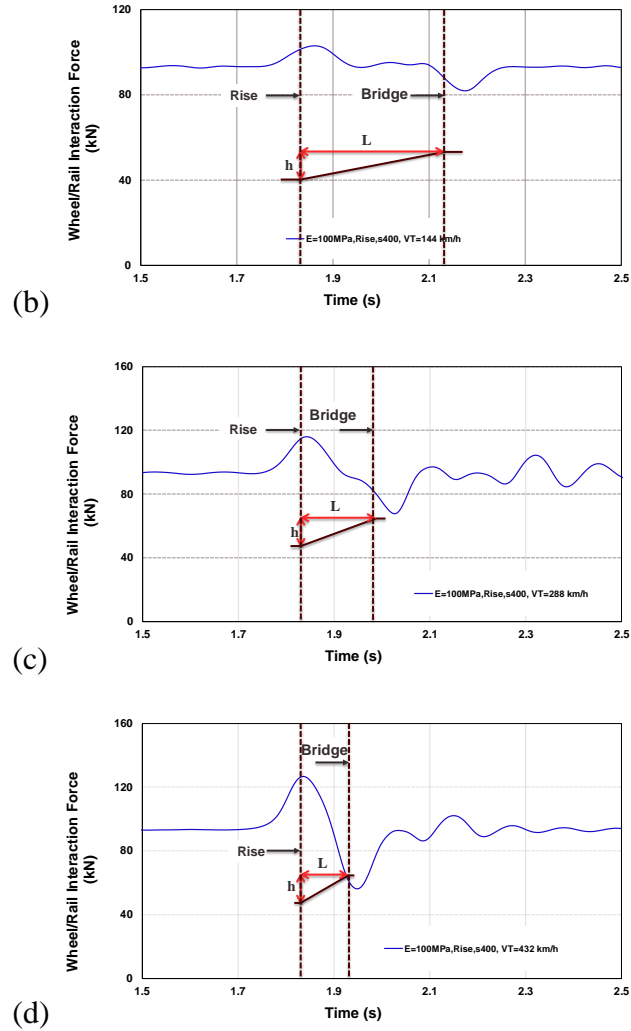 120
80
40
0
Wheel/Rail Interaction Force
(kN)
Rise
Bridge
L
h
E=100MPa,Rise,s400, VT=144 km/h
1.5 1.7 1.9 2.1 2.3 2.5
Time (s)
(b)
160
120
80
40
0
Wheel/Rail Interaction Force
(kN)
Rise
Bridge
L
h
E=100MPa,Rise,s400, VT=288 km/h
1.5 1.7 1.9 2.1 2.3 2.5
Time (s)
(c)
160
120
80
40
0
Wheel/Rail Interaction Force
(kN)
Bridge
Rise
L
h
E=100MPa,Rise,s400, VT=432 km/h
1.5 1.7 1.9 2.1 2.3 2.5
Time (s)
(d)